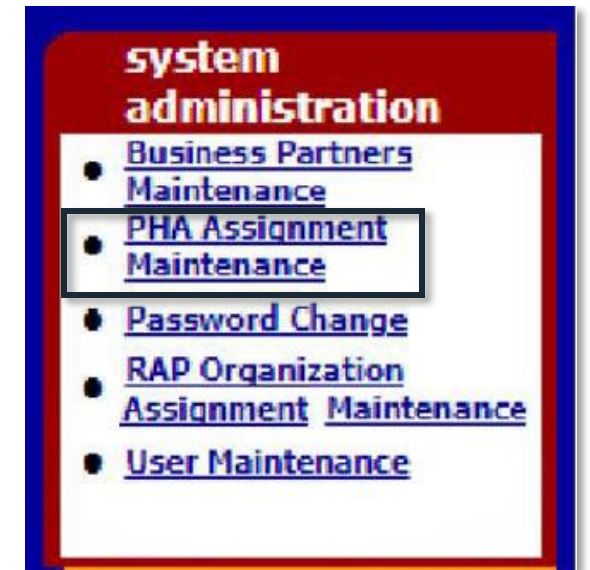 system
administration
Business Partners
Maintenance
PHA Assignment
Maintenance
Password Change
RAP Organization
Assignment Maintenance
User Maintenance